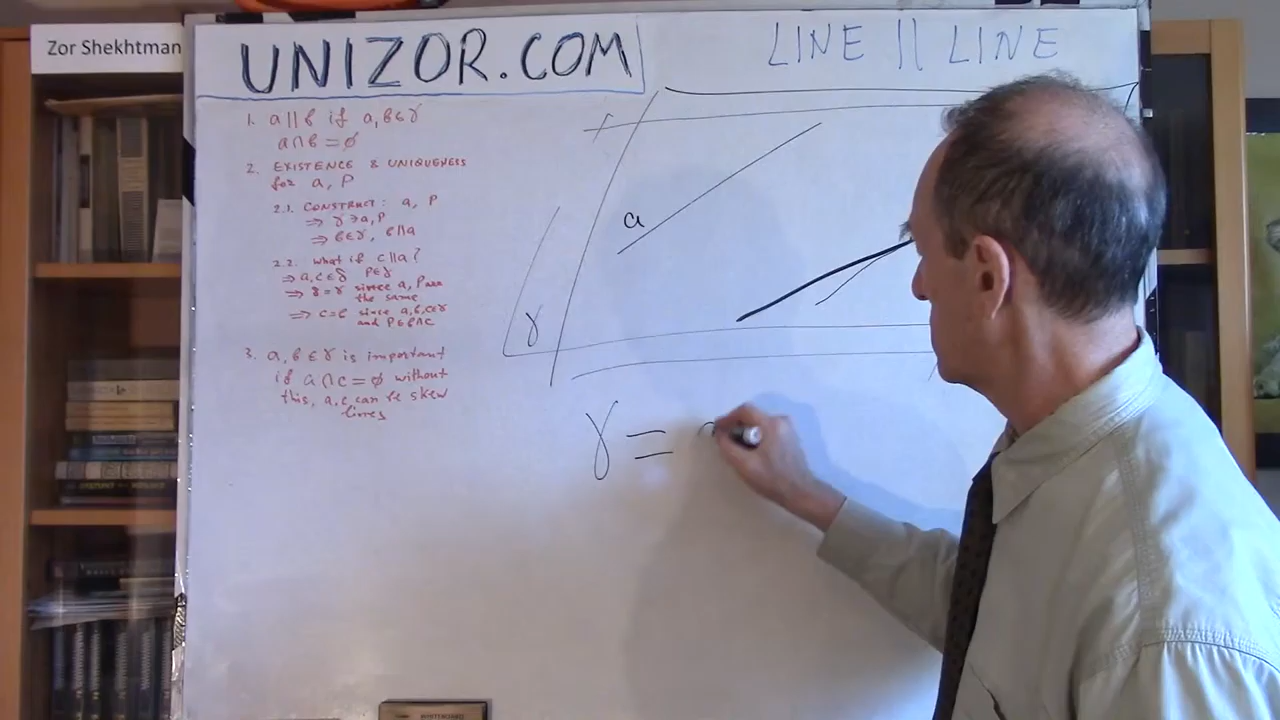 Zor Shekhtman
UNIZOR.COM
LINE || LINE
1. a || b if a, b ∈ γ
a ∩ b = ∅
2. EXISTENCE & UNIQUENESS
for a, P
2.1. CONSTRUCT: a, P
⇒ γ ∋ a, P
⇒ b ∈ γ, b || a
2.2. What if c || a?
⇒ a, c ∈ δ P ∈ δ
⇒ δ = γ since a, P are
the same
⇒ c = b since a, b, c ∈ γ
and P ∈ b ∩ c
3. a, b ∈ γ is important
if a ∩ c = ∅ without
this, a, c can be skew
lines
a
γ
γ =